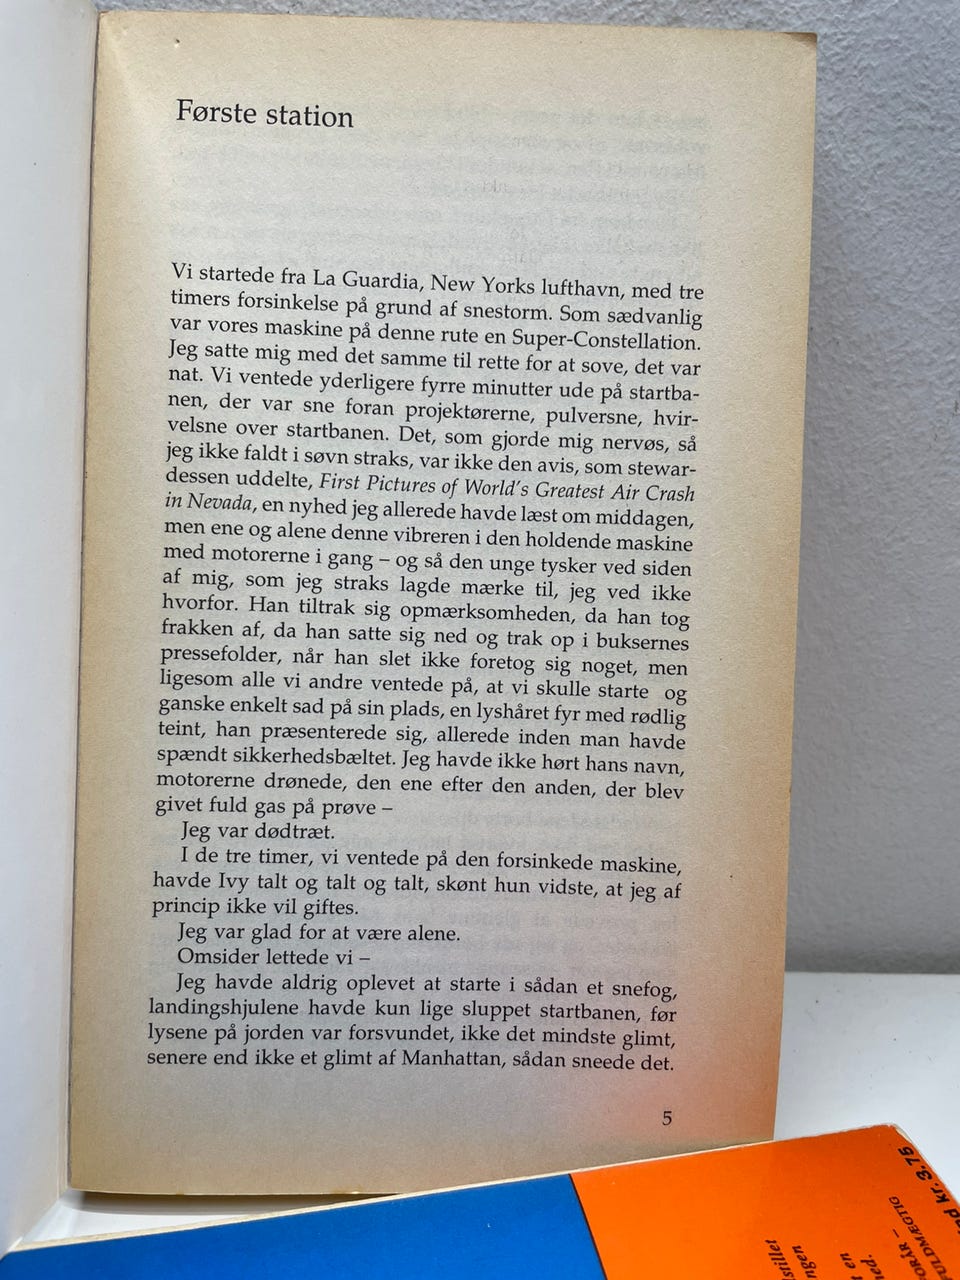 Første station
Vi startede fra La Guardia, New Yorks lufthavn, med tre
timers forsinkelse på grund af snestorm. Som sædvanlig
var vores maskine på denne rute en Super-Constellation.
Jeg satte mig med det samme til rette for at sove, det var
nat. Vi ventede yderligere fyrre minutter ude på startba-
nen, der var sne foran projektørerne, pulversne, hvir-
velsne over startbanen. Det, som gjorde mig nervøs, så
jeg ikke faldt i søvn straks, var ikke den avis, som stewar-
dessen uddelte, First Pictures of World's Greatest Air Crash
in Nevada, en nyhed jeg allerede havde læst om middagen,
men ene og alene denne vibreren i den holdende maskine
med motorerne i gang – og så den unge tysker ved siden
af mig, som jeg straks lagde mærke til, jeg ved ikke
hvorfor. Han tiltrak sig opmærksomheden, da han tog
frakken af, da han satte sig ned og trak op i buksernes
pressefolder, når han slet ikke foretog sig noget, men
ligesom alle vi andre ventede på, at vi skulle starte og
ganske enkelt sad på sin plads, en lyshåret fyr med rødlig
teint, han præsenterede sig, allerede inden man havde
spændt sikkerhedsbæltet. Jeg havde ikke hørt hans navn,
motorerne drønede, den ene efter den anden, der blev
givet fuld gas på prøve –
Jeg var dødtræt.
I de tre timer, vi ventede på den forsinkede maskine,
havde Ivy talt og talt og talt, skønt hun vidste, at jeg af
princip ikke vil giftes.
Jeg var glad for at være alene.
Omsider lettede vi –
Jeg havde aldrig oplevet at starte i sådan et snefog,
landingshjulene havde kun lige sluppet startbanen, før
lysene på jorden var forsvundet, ikke det mindste glimt,
senere end ikke et glimt af Manhattan, sådan sneede det.
5
kr. 3.75
ORÅR –
FULDMÆGTIG
en
ned.
stillet
ngen